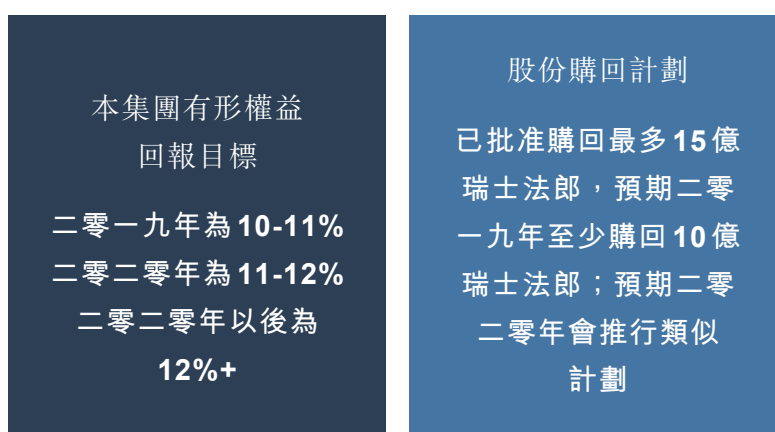 本集團有形權益
回報目標
二零一九年為10-11%
二零二零年為11-12%
二零二零年以後為
12%+
股份購回計劃
已批准購回最多15億
瑞士法郎，預期二零
一九年至少購回10億
瑞士法郎；預期二零
二零年會推行類似
計劃